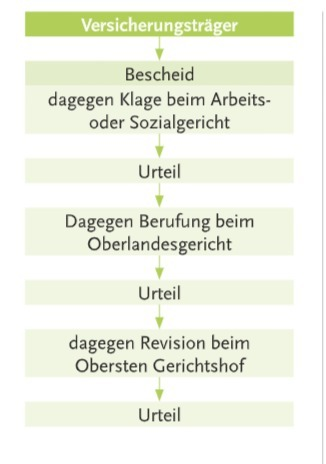 Versicherungsträger
Bescheid
dagegen Klage beim Arbeits-
oder Sozialgericht
Urteil
Dagegen Berufung beim
Oberlandesgericht
Urteil
dagegen Revision beim
Obersten Gerichtshof
Urteil